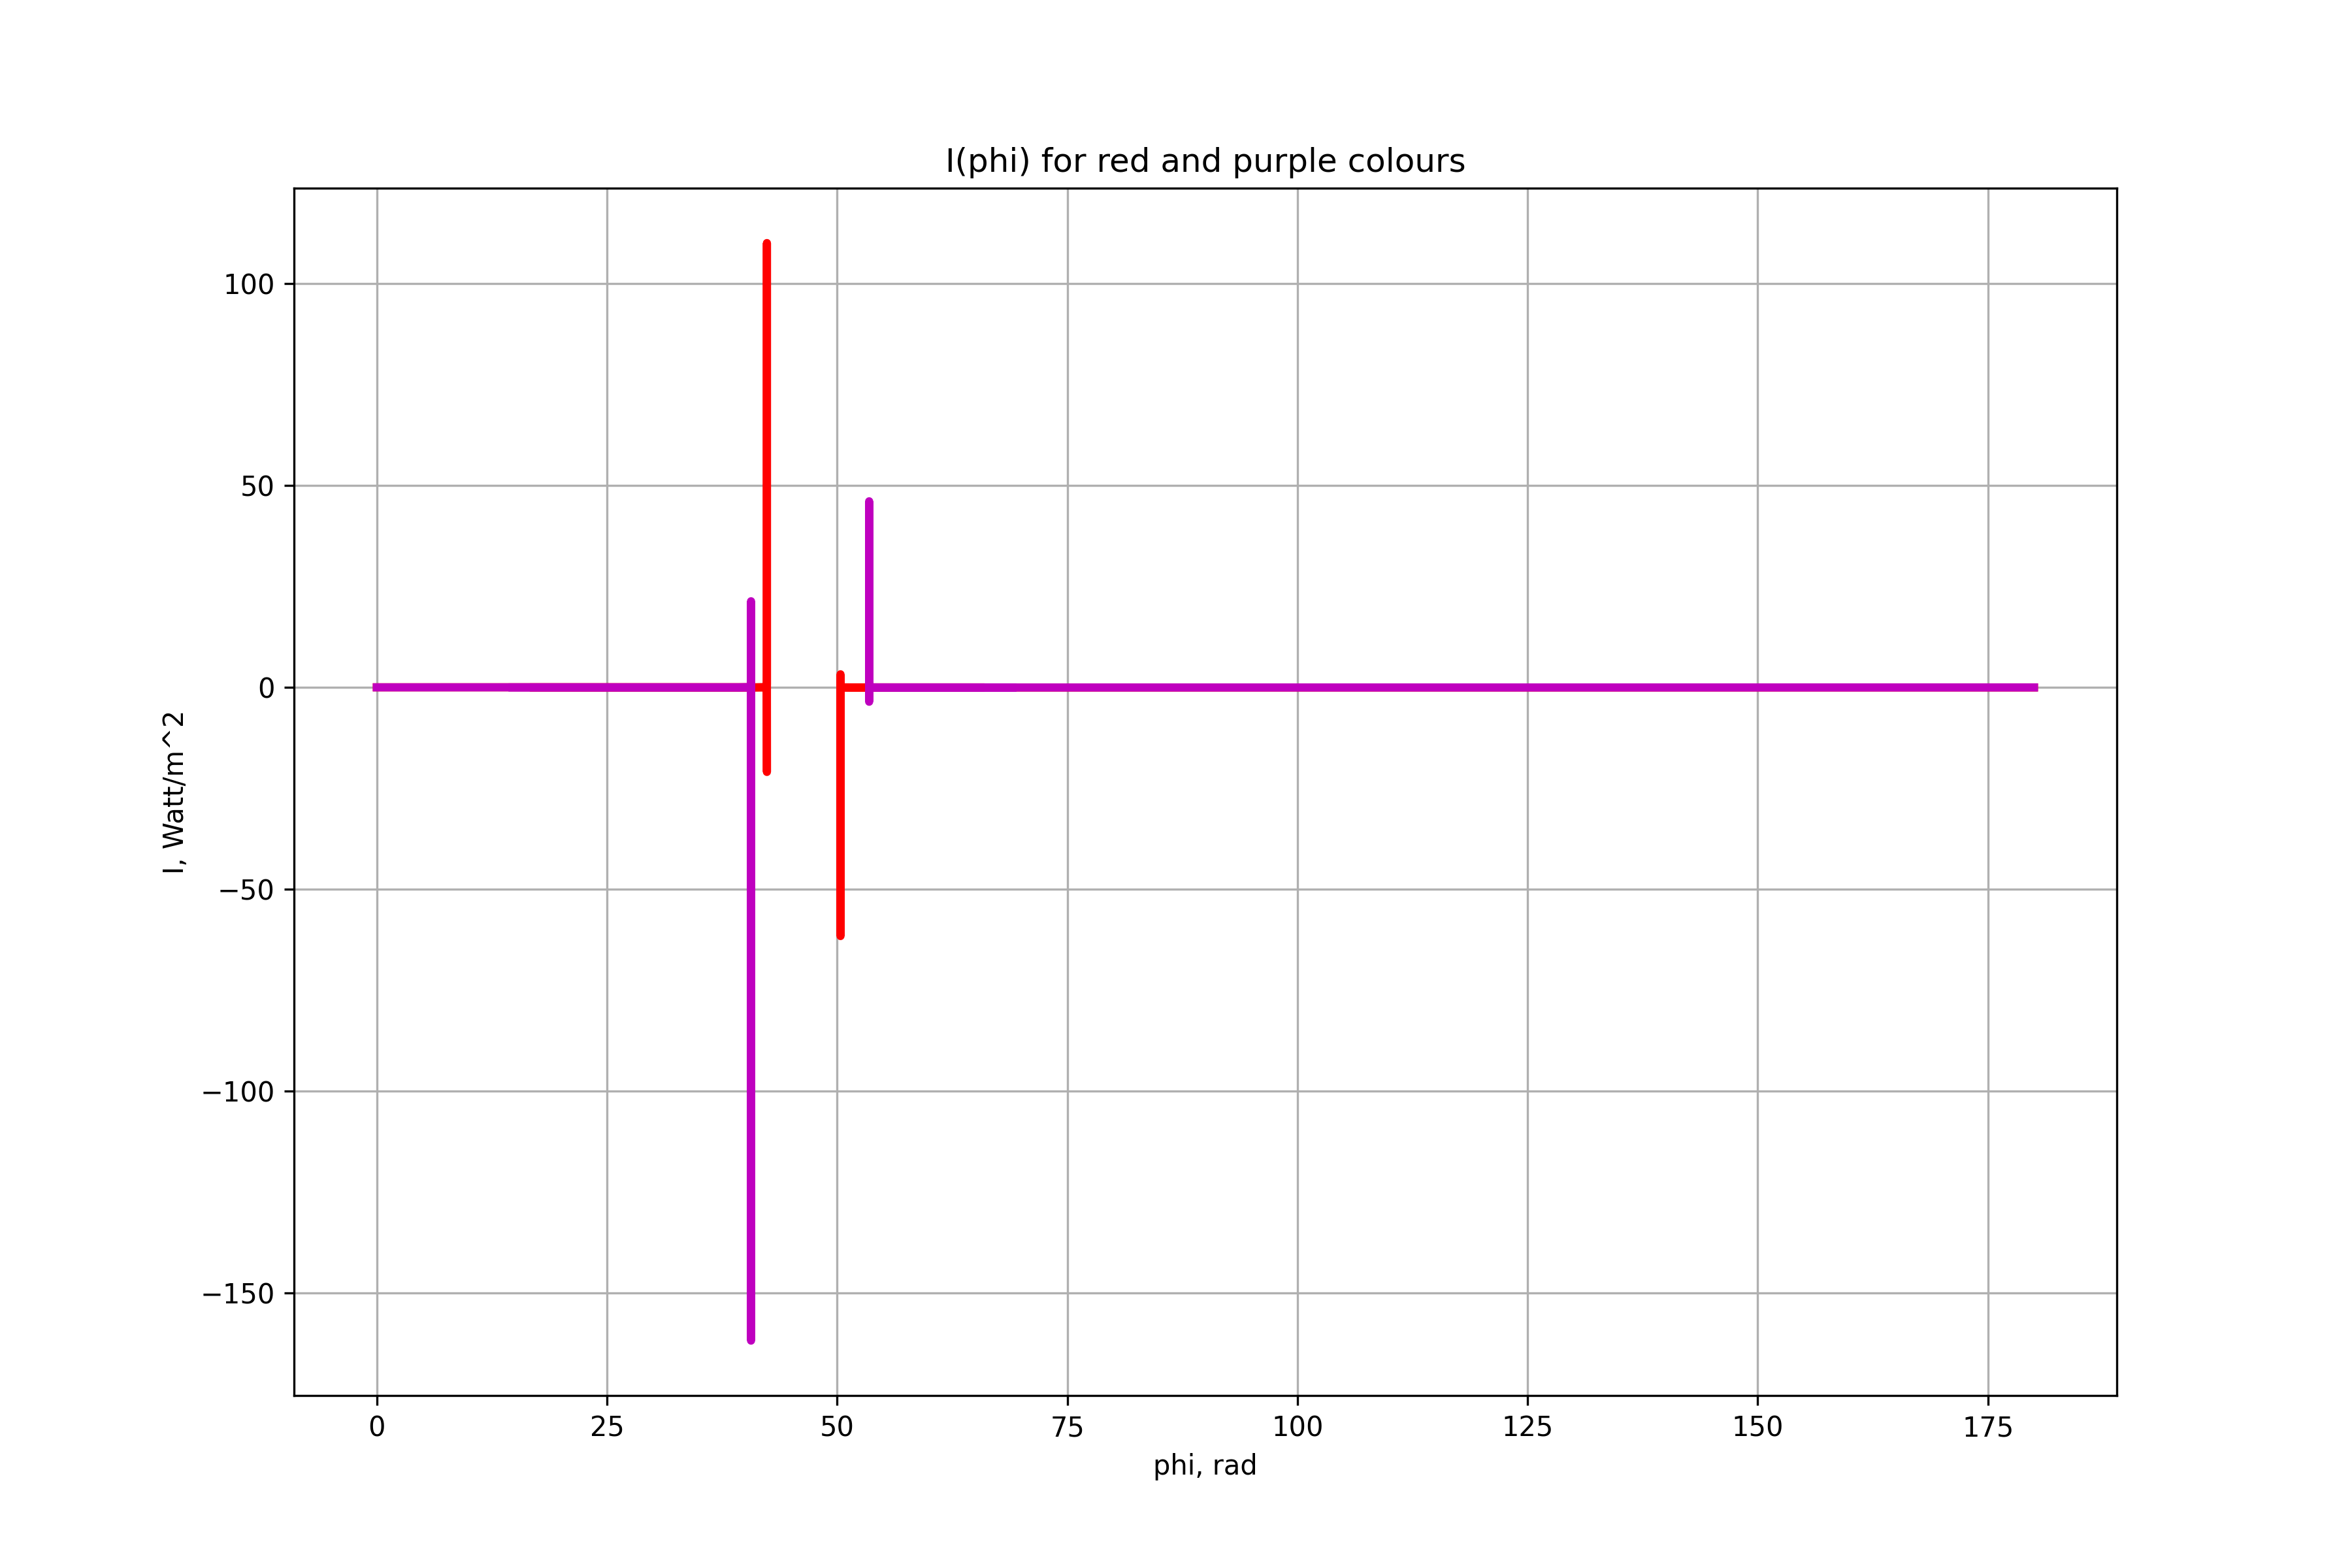 I(phi) for red and purple colours
100
50
0
−50
−100
−150
I, Watt/m^2
0 25 50 75 100 125 150 175
phi, rad